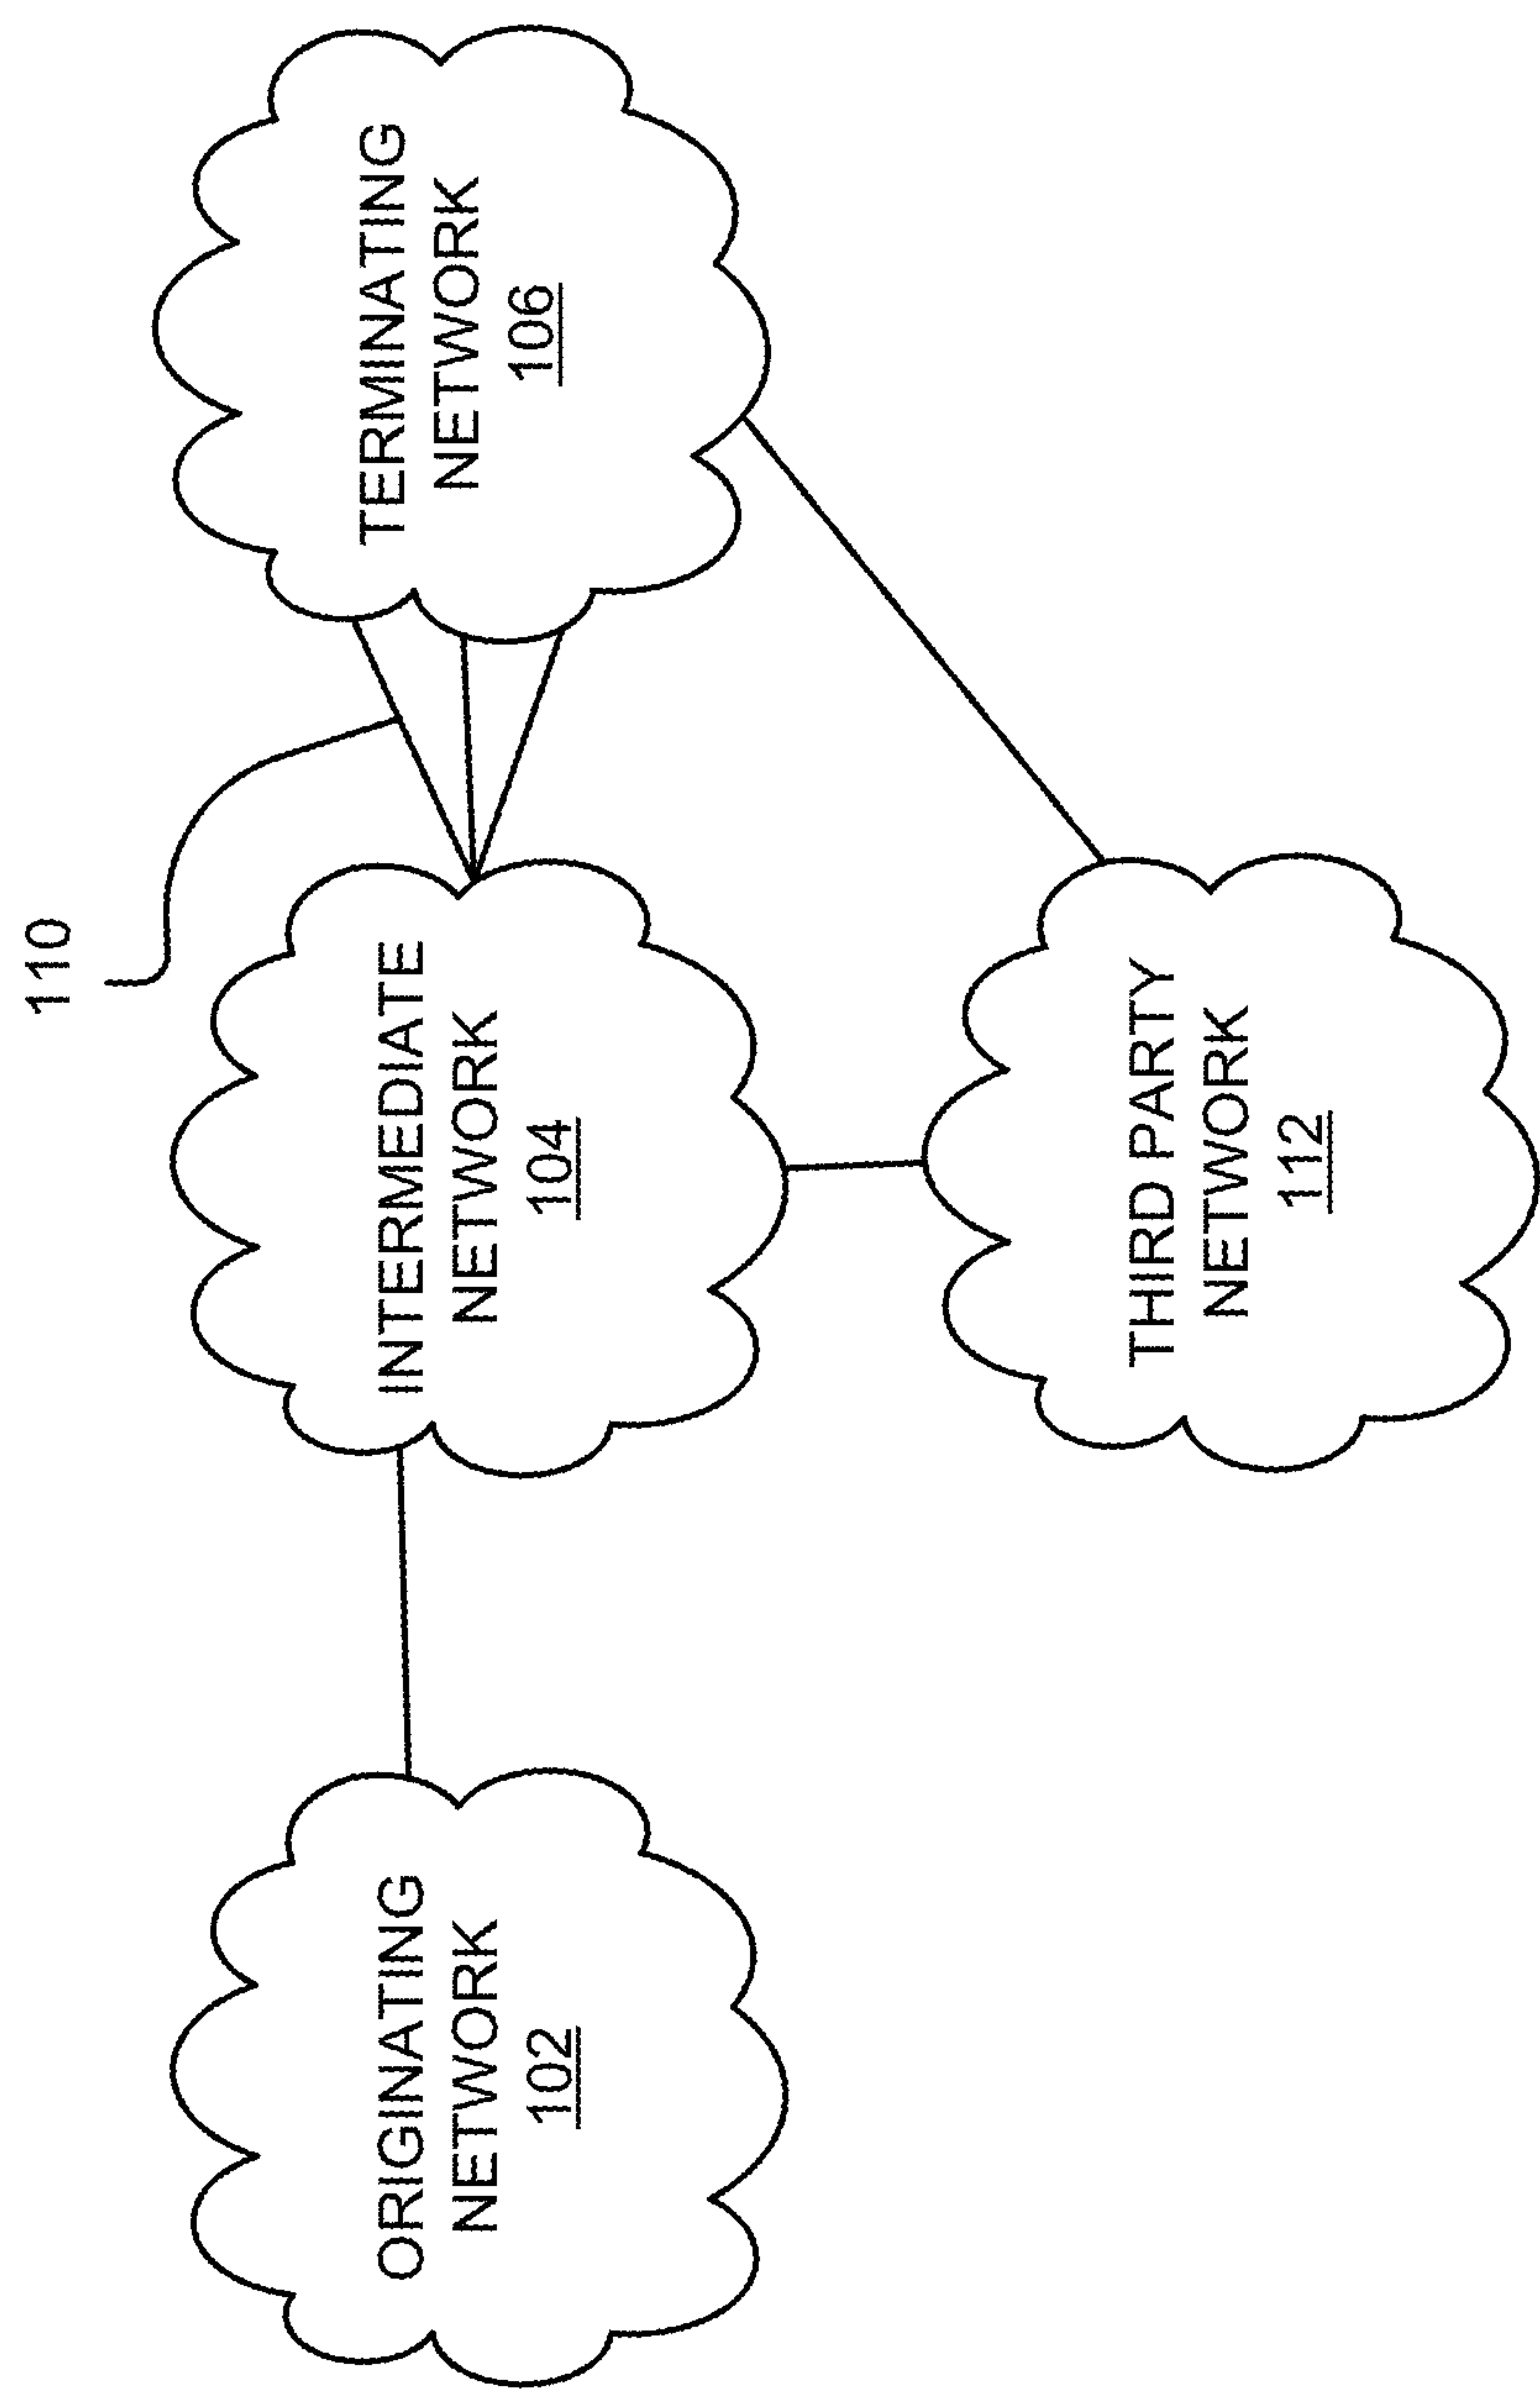 110
ORIGINATING
NETWORK
102
INTERMEDIATE
NETWORK
104
TERMINATING
NETWORK
106
THIRD PARTY
NETWORK
112